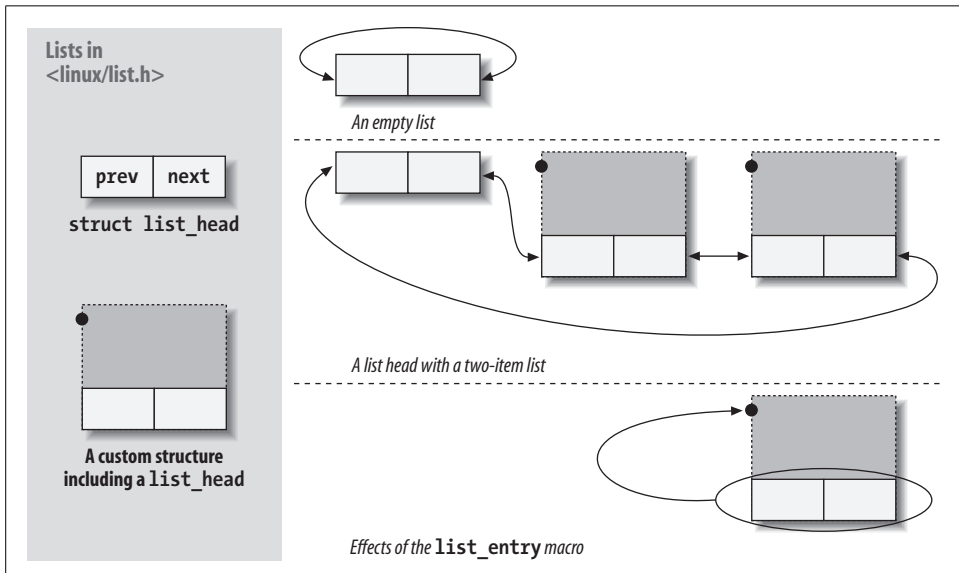 Lists in
<linux/list.h>
prev next
struct list_head
A custom structure
including a list_head
An empty list
A list head with a two-item list
Effects of the list_entry macro